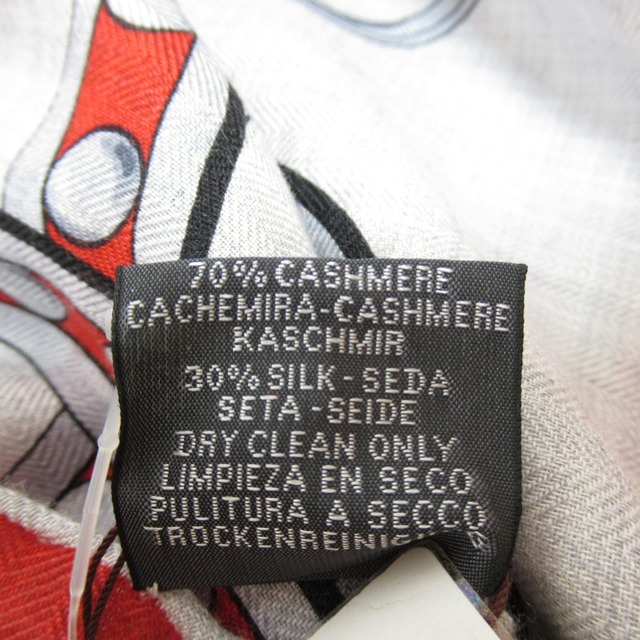 70% CASHMERE
CACHEMIRA-CASHMERE
KASCHMIR
30% SILK - SEDA
SETA - SEIDE
DRY CLEAN ONLY
LIMPIEZA EN SECO
PULITURA A SECCO